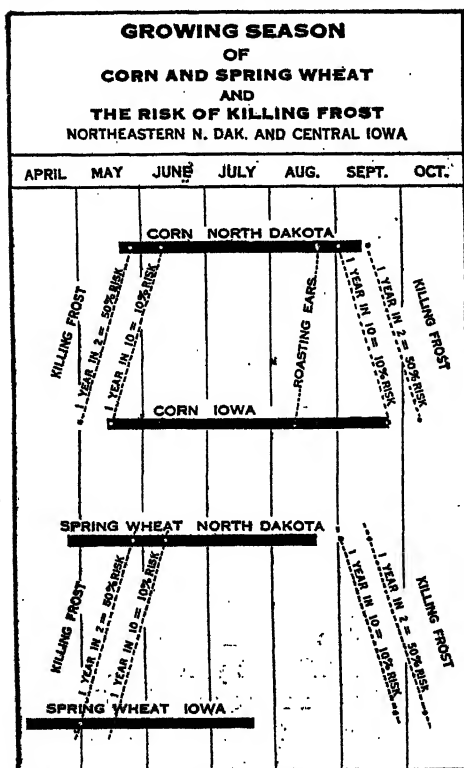 GROWING SEASON
OF
CORN AND SPRING WHEAT
AND
THE RISK OF KILLING FROST
NORTHEASTERN N. DAK. AND CENTRAL IOWA
APRIL MAY JUNE JULY AUG. SEPT. OCT.
CORN NORTH DAKOTA
KILLING FROST
1 YEAR IN 2 = 50% RISK
1 YEAR IN 10 = 10% RISK
ROASTING EARS
1 YEAR IN 10 = 10% RISK
1 YEAR IN 2 = 50% RISK
KILLING FROST
CORN IOWA
SPRING WHEAT NORTH DAKOTA
KILLING FROST
1 YEAR IN 2 = 50% RISK
1 YEAR IN 10 = 10% RISK
1 YEAR IN 10 = 10% RISK
1 YEAR IN 2 = 50% RISK
KILLING FROST
SPRING WHEAT IOWA